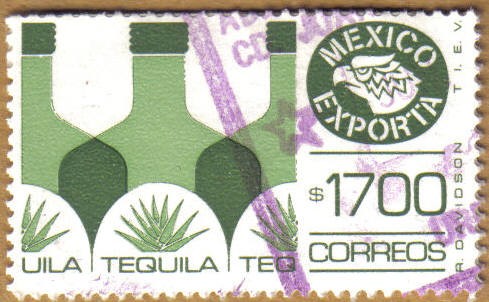 MEXICO
EXPORTA
$1700
CORREOS
UILA TEQUILA TEQ
R. DAVIDSON T.I.E.V.